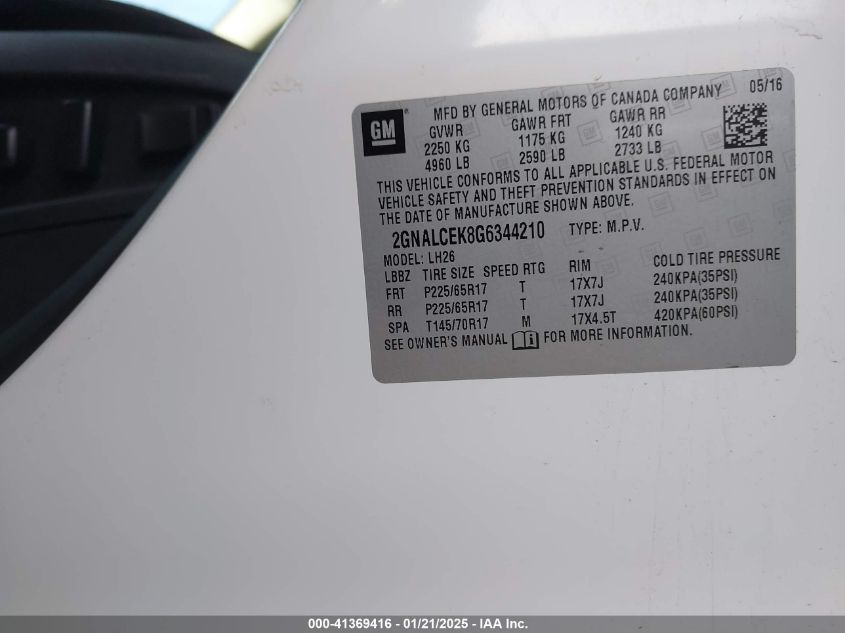 GM ®
MFD BY GENERAL MOTORS OF CANADA COMPANY 05/16
GVWR GAWR FRT GAWR RR
2250 KG 1175 KG 1240 KG
4960 LB 2590 LB 2733 LB
THIS VEHICLE CONFORMS TO ALL APPLICABLE U.S. FEDERAL MOTOR
VEHICLE SAFETY AND THEFT PREVENTION STANDARDS IN EFFECT ON
THE DATE OF MANUFACTURE SHOWN ABOVE.
2GNALCEK8G6344210 TYPE: M.P.V.
MODEL: LH26
LBBZ TIRE SIZE SPEED RTG RIM COLD TIRE PRESSURE
FRT P225/65R17 T 17X7J 240KPA(35PSI)
RR P225/65R17 T 17X7J 240KPA(35PSI)
SPA T145/70R17 M 17X4.5T 420KPA(60PSI)
SEE OWNER'S MANUAL FOR MORE INFORMATION.
000-41369416 - 01/21/2025 - IAA Inc.